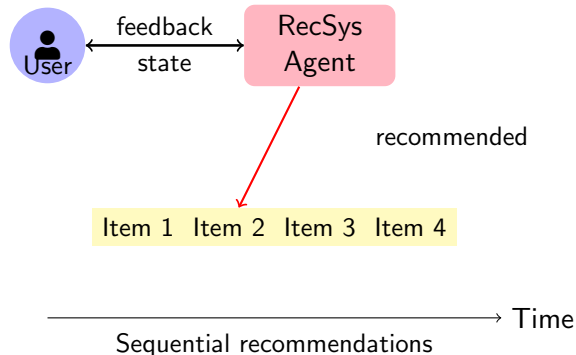 feedback
User
state
RecSys
Agent
recommended
Item 1 Item 2 Item 3 Item 4
Time
Sequential recommendations